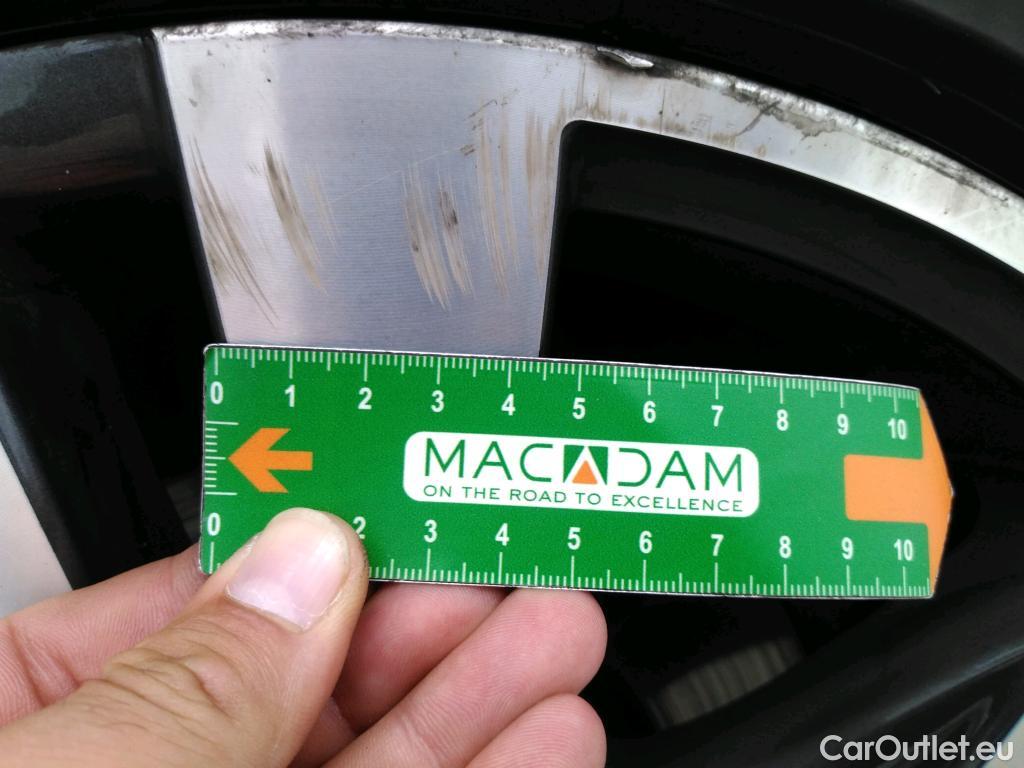 0 1 2 3 4 5 6 7 8 9 10
MACADAM
ON THE ROAD TO EXCELLENCE
0 2 3 4 5 6 7 8 9 10
CarOutlet.eu